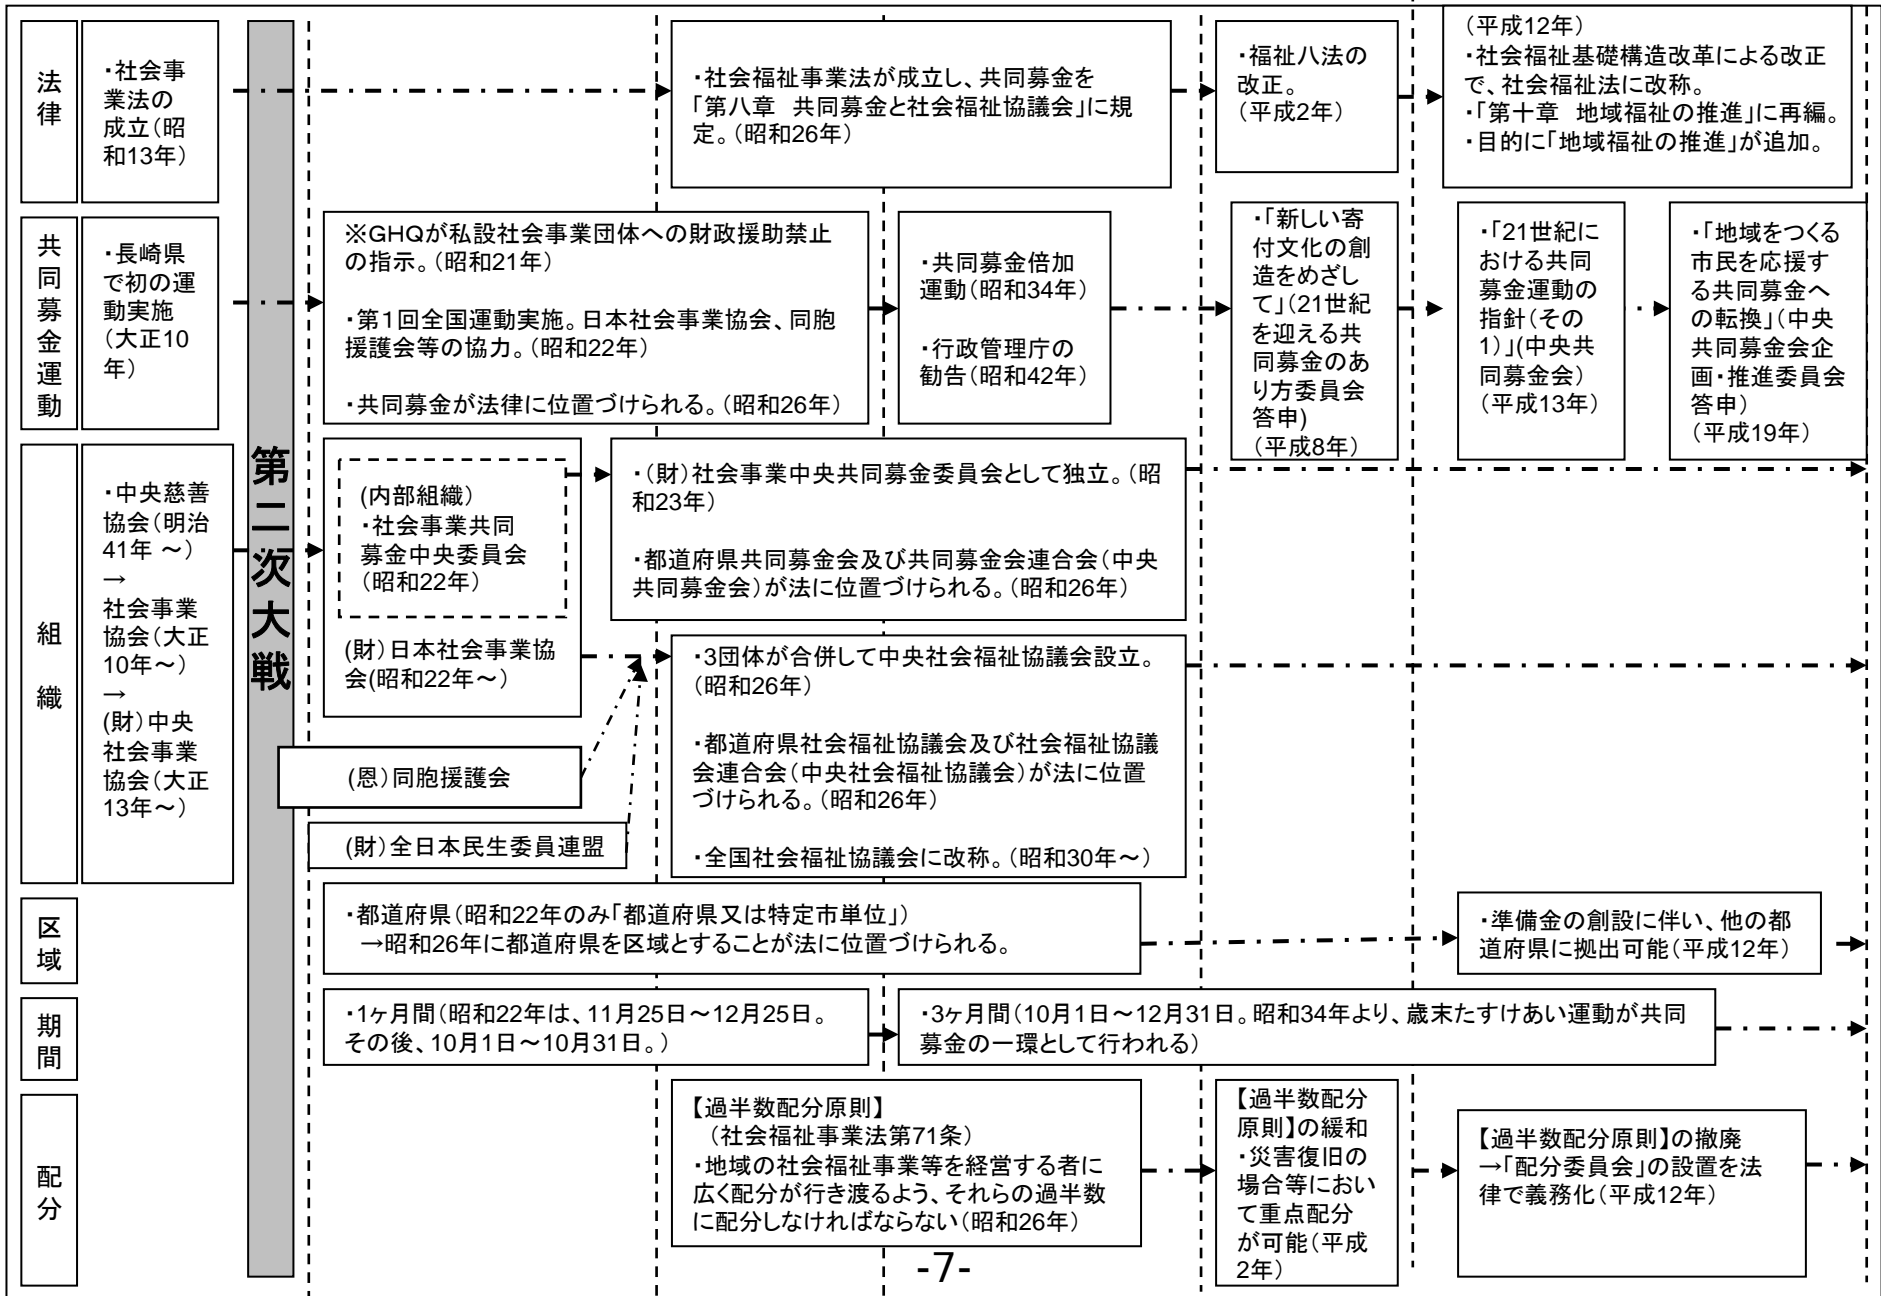 法
律
・社会事
業法の
成立(昭
和13年)
・社会福祉事業法が成立し、共同募金を
「第八章　共同募金と社会福祉協議会」に規
定。(昭和26年)
・福祉八法の
改正。
(平成2年)
(平成12年)
・社会福祉基礎構造改革による改正
で、社会福祉法に改称。
・「第十章　地域福祉の推進」に再編。
・目的に「地域福祉の推進」が追加。
共
同
募
金
運
動
・長崎県
で初の運
動実施
(大正10
年)
※GHQが私設社会事業団体への財政援助禁止
の指示。(昭和21年)
・第1回全国運動実施。日本社会事業協会、同胞
援護会等の協力。(昭和22年)
・共同募金が法律に位置づけられる。(昭和26年)
・共同募金倍加
運動(昭和34年)
・行政管理庁の
勧告(昭和42年)
・「新しい寄
付文化の創
造をめざし
て」(21世紀
を迎える共
同募金のあ
り方委員会
答申)
(平成8年)
・「21世紀に
おける共同
募金運動の
指針(その
1)」(中央共
同募金会)
(平成13年)
・「地域をつくる
市民を応援す
る共同募金へ
の転換」(中央
共同募金会企
画・推進委員会
答申)
(平成19年)
第
二
次
大
戦
組
織
・中央慈善
協会(明治
41年 ～)
→
社会事業
協会(大正
10年～)
→
(財)中央
社会事業
協会(大正
13年～)
(内部組織)
・社会事業共同
募金中央委員会
(昭和22年)
(財)日本社会事業協
会(昭和22年～)
(恩)同胞援護会
(財)全日本民生委員連盟
・(財)社会事業中央共同募金委員会として独立。(昭
和23年)
・都道府県共同募金会及び共同募金会連合会(中央
共同募金会)が法に位置づけられる。(昭和26年)
・3団体が合併して中央社会福祉協議会設立。
(昭和26年)
・都道府県社会福祉協議会及び社会福祉協議
会連合会(中央社会福祉協議会)が法に位置
づけられる。(昭和26年)
・全国社会福祉協議会に改称。(昭和30年～)
区
域
・都道府県(昭和22年のみ「都道府県又は特定市単位」)
→昭和26年に都道府県を区域とすることが法に位置づけられる。
・準備金の創設に伴い、他の都
道府県に拠出可能(平成12年)
期
間
・1ヶ月間(昭和22年は、11月25日～12月25日。
その後、10月1日～10月31日。)
・3ヶ月間(10月1日～12月31日。昭和34年より、歳末たすけあい運動が共同
募金の一環として行われる)
配
分
【過半数配分原則】
(社会福祉事業法第71条)
・地域の社会福祉事業等を経営する者に
広く配分が行き渡るよう、それらの過半数
に配分しなければならない(昭和26年)
【過半数配分
原則】の緩和
・災害復旧の
場合等におい
て重点配分
が可能(平成
2年)
【過半数配分原則】の撤廃
→「配分委員会」の設置を法
律で義務化(平成12年)
-7-